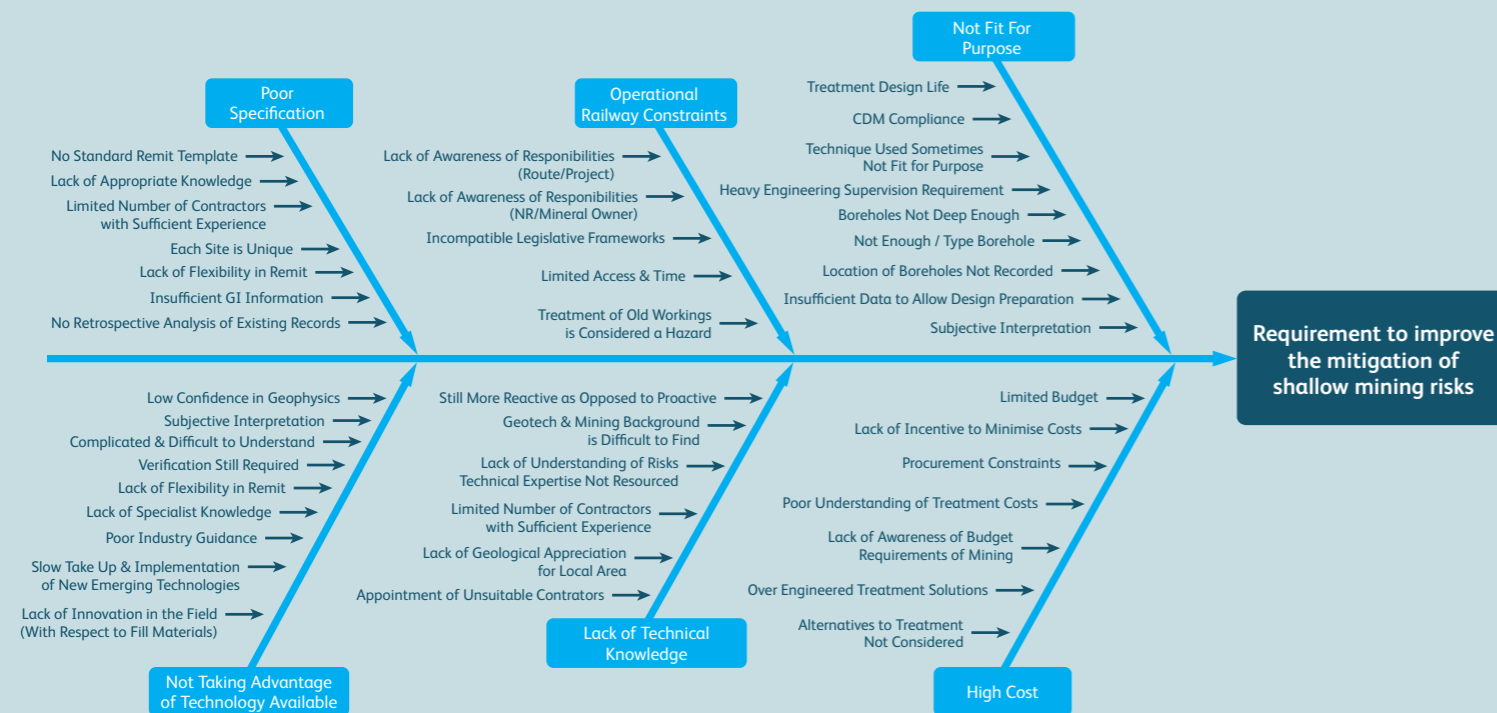 Not Fit For
Purpose
Treatment Design Life
CDM Compliance
Technique Used Sometimes
Not Fit for Purpose
Heavy Engineering Supervision Requirement
Boreholes Not Deep Enough
Not Enough / Type Borehole
Location of Boreholes Not Recorded
Insufficient Data to Allow Design Preparation
Subjective Interpretation
Poor
Specification
No Standard Remit Template
Lack of Appropriate Knowledge
Limited Number of Contractors
with Sufficient Experience
Each Site is Unique
Lack of Flexibility in Remit
Insufficient GI Information
No Retrospective Analysis of Existing Records
Operational
Railway Constraints
Lack of Awareness of Responibilities
(Route/Project)
Lack of Awareness of Responibilities
(NR/Mineral Owner)
Incompatible Legislative Frameworks
Limited Access & Time
Treatment of Old Workings
is Considered a Hazard
Requirement to improve
the mitigation of
shallow mining risks
Low Confidence in Geophysics
Subjective Interpretation
Complicated & Difficult to Understand
Verification Still Required
Lack of Flexibility in Remit
Lack of Specialist Knowledge
Poor Industry Guidance
Slow Take Up & Implementation
of New Emerging Technologies
Lack of Innovation in the Field
(With Respect to Fill Materials)
Not Taking Advantage
of Technology Available
Still More Reactive as Opposed to Proactive
Geotech & Mining Background
is Difficult to Find
Lack of Understanding of Risks
Technical Expertise Not Resourced
Limited Number of Contractors
with Sufficient Experience
Lack of Geological Appreciation
for Local Area
Appointment of Unsuitable Contrators
Lack of Technical
Knowledge
Limited Budget
Lack of Incentive to Minimise Costs
Procurement Constraints
Poor Understanding of Treatment Costs
Lack of Awareness of Budget
Requirements of Mining
Over Engineered Treatment Solutions
Alternatives to Treatment
Not Considered
High Cost